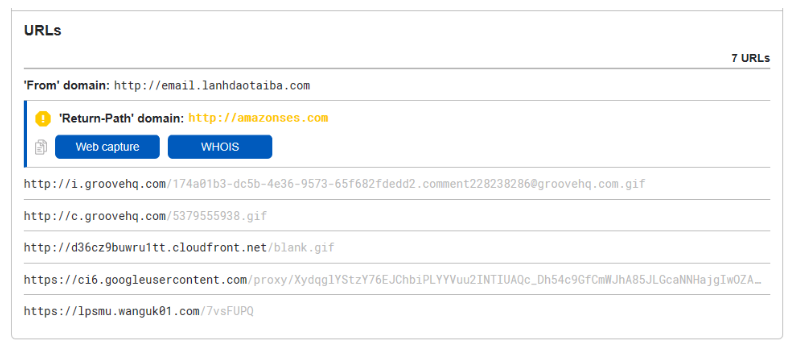 URLs
7 URLs
'From' domain: http://email.lanhdaotaiba.com
'Return-Path' domain: http://amazonses.com
Web capture WHOIS
http://i.groovehq.com/174a01b3-dc5b-4e36-9573-65f682fdedd2.comment228238286@groovehq.com.gif
http://c.groovehq.com/5379555938.gif
http://d36cz9buwru1tt.cloudfront.net/blank.gif
https://ci6.googleusercontent.com/proxy/XydqglYStzY76EJChbiPLYYVuu2INTIUAQc_Dh54c9GfCmWJhA85JLGcaNNHajgIwOZA…
https://lpsmu.wanguk01.com/7vsFUPQ